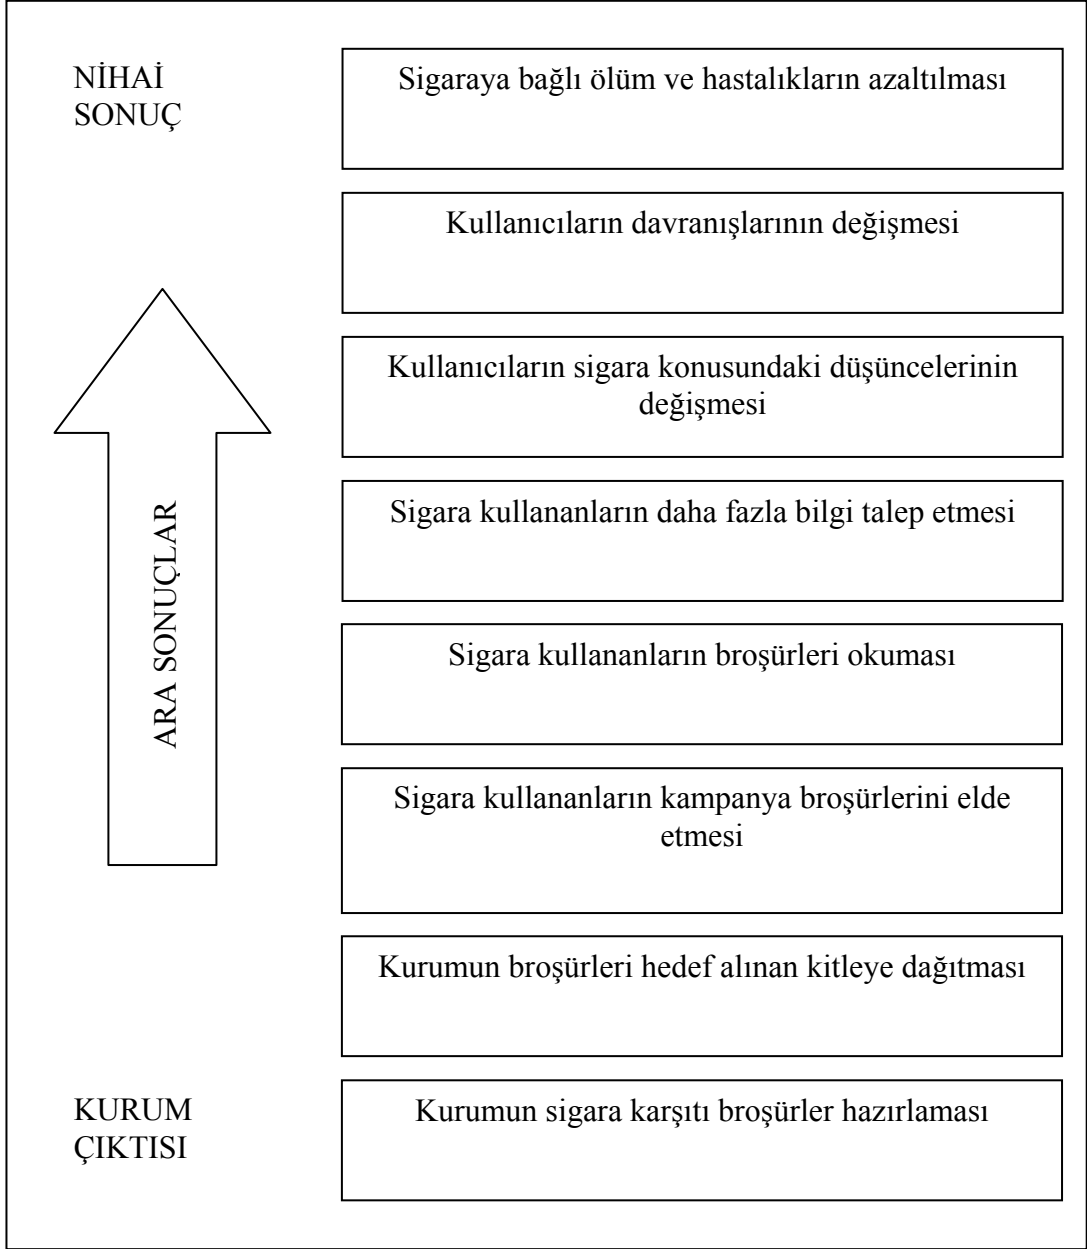 NİHAİ
SONUÇ
Sigaraya bağlı ölüm ve hastalıkların azaltılması
Kullanıcıların davranışlarının değişmesi
Kullanıcıların sigara konusundaki düşüncelerinin
değişmesi
Sigara kullananların daha fazla bilgi talep etmesi
ARA SONUÇLAR
Sigara kullananların broşürleri okuması
Sigara kullananların kampanya broşürlerini elde
etmesi
Kurumun broşürleri hedef alınan kitleye dağıtması
KURUM
ÇIKTISI
Kurumun sigara karşıtı broşürler hazırlaması